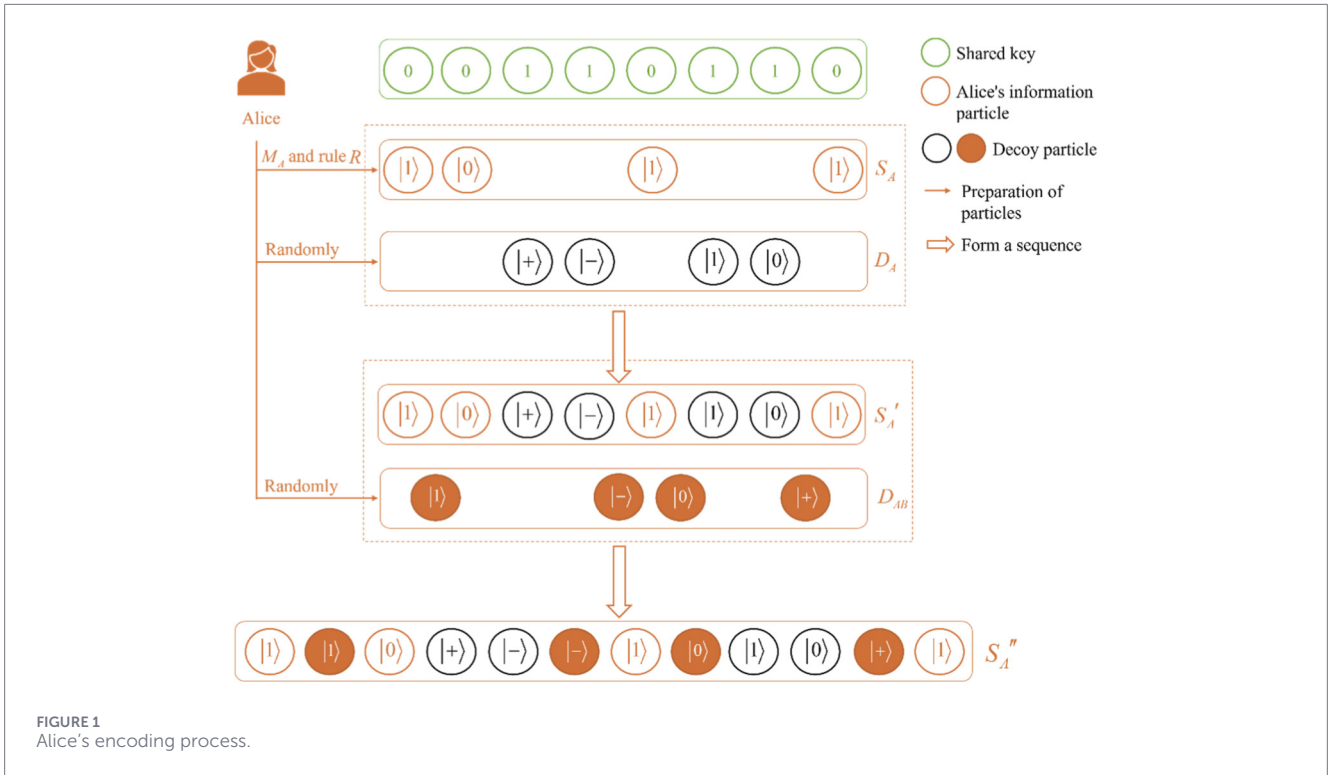 0 0 1 1 0 1 1 0
Shared key
Alice's information
particle
Decoy particle
Preparation of
particles
Form a sequence
Alice
M_A and rule R
|1⟩ |0⟩ |1⟩ |1⟩ S_A
Randomly
|+⟩ |−⟩ |1⟩ |0⟩ D_A
|1⟩ |0⟩ |+⟩ |−⟩ |1⟩ |1⟩ |0⟩ |1⟩ S_A′
Randomly
|1⟩ |−⟩ |0⟩ |+⟩ D_AB
|1⟩ |1⟩ |0⟩ |+⟩ |−⟩ |−⟩ |1⟩ |0⟩ |1⟩ |0⟩ |+⟩ |1⟩ S_A″
FIGURE 1
Alice's encoding process.